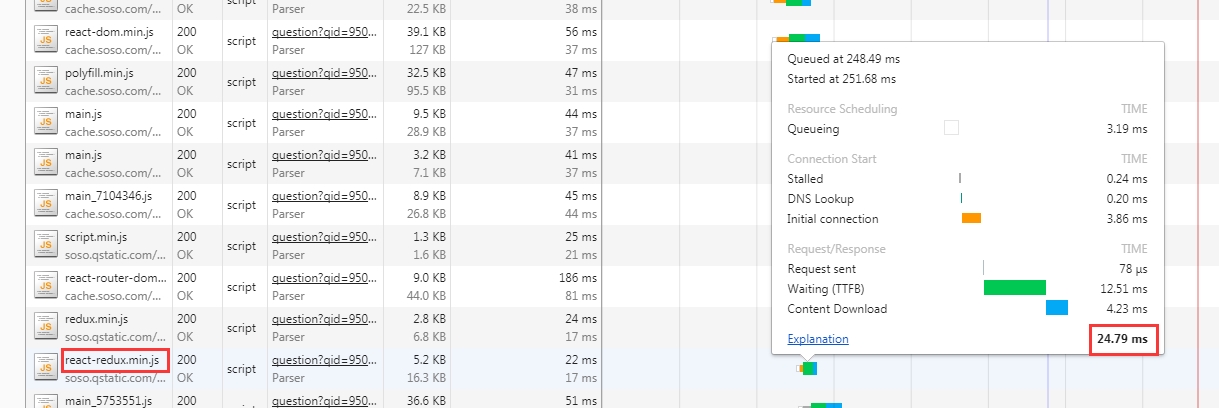 cache.soso.com/... OK script Parser 22.5 KB 38 ms
react-dom.min.js 200 question?qid=950... 39.1 KB 56 ms
cache.soso.com/... OK script Parser 127 KB 37 ms
polyfill.min.js 200 question?qid=950... 32.5 KB 47 ms
cache.soso.com/... OK script Parser 95.5 KB 31 ms
main.js 200 question?qid=950... 9.5 KB 44 ms
cache.soso.com/... OK script Parser 28.9 KB 37 ms
main.js 200 question?qid=950... 3.2 KB 41 ms
cache.soso.com/... OK script Parser 7.1 KB 37 ms
main_7104346.js 200 question?qid=950... 8.9 KB 45 ms
cache.soso.com/... OK script Parser 26.8 KB 44 ms
script.min.js 200 question?qid=950... 1.3 KB 25 ms
soso.qstatic.com/... OK script Parser 1.6 KB 21 ms
react-router-dom... 200 question?qid=950... 9.0 KB 186 ms
cache.soso.com/... OK script Parser 44.0 KB 81 ms
redux.min.js 200 question?qid=950... 2.8 KB 24 ms
soso.qstatic.com/... OK script Parser 6.8 KB 17 ms
react-redux.min.js 200 question?qid=950... 5.2 KB 22 ms
soso.qstatic.com/... OK script Parser 16.3 KB 17 ms
main_5753551.js 200 question?qid=950... 36.6 KB 51 ms
Queued at 248.49 ms
Started at 251.68 ms
Resource Scheduling TIME
Queueing 3.19 ms
Connection Start TIME
Stalled 0.24 ms
DNS Lookup 0.20 ms
Initial connection 3.86 ms
Request/Response TIME
Request sent 78 μs
Waiting (TTFB) 12.51 ms
Content Download 4.23 ms
Explanation 24.79 ms